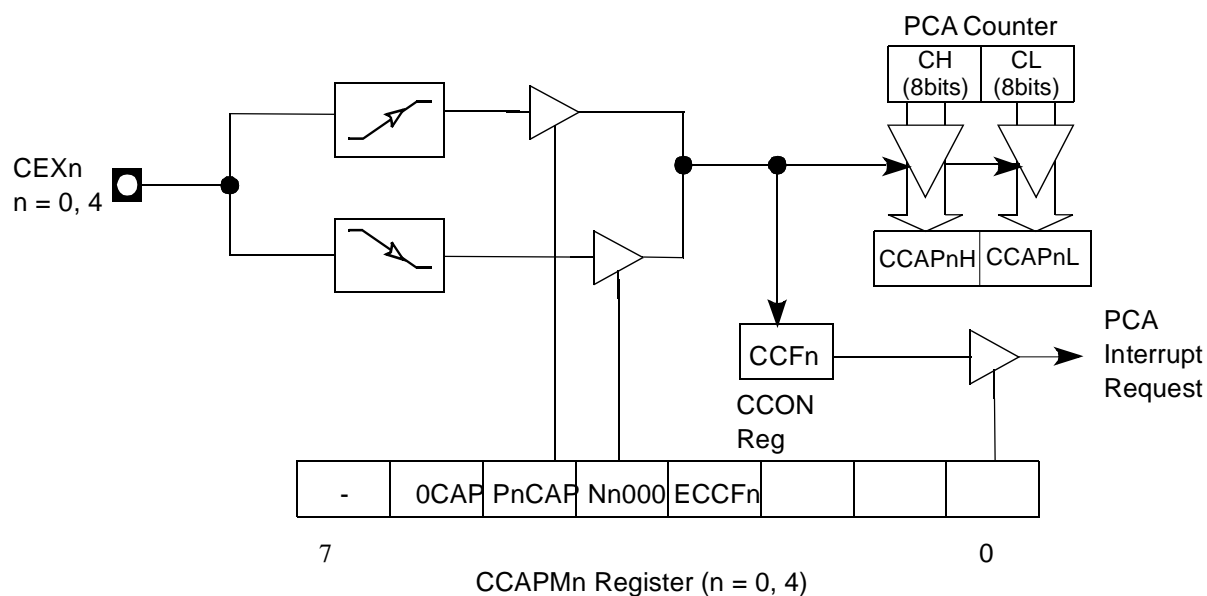 PCA Counter
CH
(8bits)
CL
(8bits)
CEXn
n = 0, 4
CCAPnH
CCAPnL
CCFn
CCON
Reg
PCA
Interrupt
Request
-
0CAP
PnCAP
Nn000
ECCFn
7
0
CCAPMn Register (n = 0, 4)